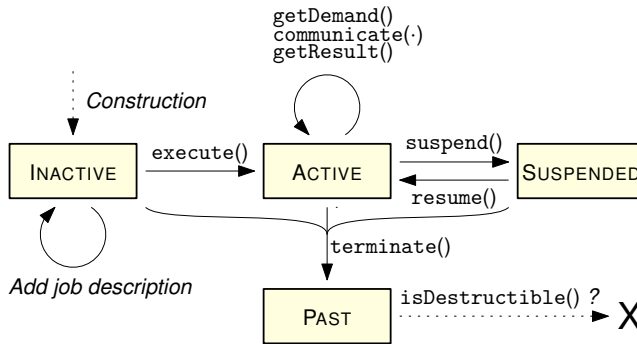 getDemand()
communicate(·)
getResult()
Construction
INACTIVE
execute()
ACTIVE
suspend()
resume()
SUSPENDED
Add job description
terminate()
PAST
isDestructible() ?
X